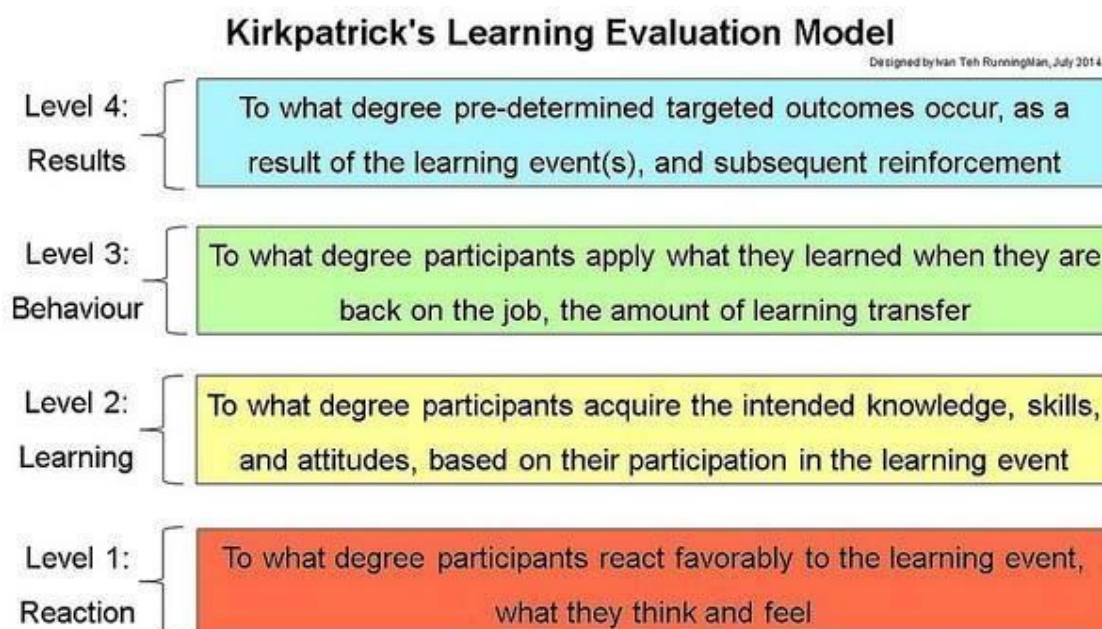 Kirkpatrick's Learning Evaluation Model
Designed by Ivan Teh RunningMan, July 2014
Level 4:
Results
To what degree pre-determined targeted outcomes occur, as a
result of the learning event(s), and subsequent reinforcement
Level 3:
Behaviour
To what degree participants apply what they learned when they are
back on the job, the amount of learning transfer
Level 2:
Learning
To what degree participants acquire the intended knowledge, skills,
and attitudes, based on their participation in the learning event
Level 1:
Reaction
To what degree participants react favorably to the learning event,
what they think and feel